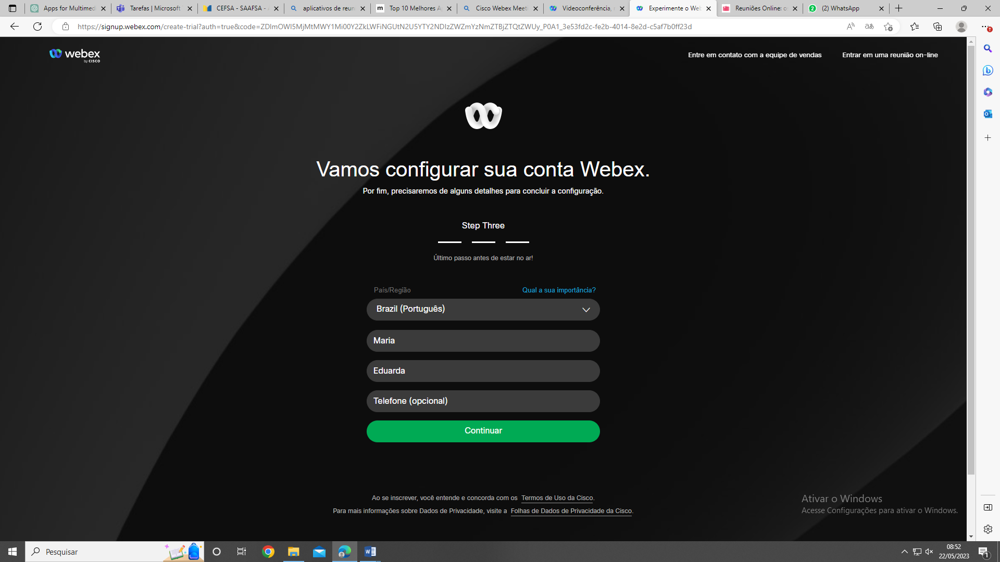 Apps for Multimed
Tarefas | Microsoft
CEFSA - SAAFSA -
aplicativos de reun
Top 10 Melhores A
Cisco Webex Meeti
Videoconferência,
Experimente o Web
Reuniões Online: o
(2) WhatsApp
https://signup.webex.com/create-trial?auth=true&code=ZDImOWI5MjMtMWY1Mi00Y2ZkLWFiNGUtN2U5YTY2NDIzZWZmYzNmZTBjZTQtZWUy_P0A1_3e53fd2c-fe2b-4014-8e2d-c5af7b0ff23d
webex
by CISCO
Entre em contato com a equipe de vendas
Entrar em uma reunião on-line
Vamos configurar sua conta Webex.
Por fim, precisaremos de alguns detalhes para concluir a configuração.
Step Three
Último passo antes de estar no ar!
País/Região
Qual a sua importância?
Brazil (Português)
Maria
Eduarda
Telefone (opcional)
Continuar
Ao se inscrever, você entende e concorda com os Termos de Uso da Cisco.
Para mais informações sobre Dados de Privacidade, visite a Folhas de Dados de Privacidade da Cisco.
Ativar o Windows
Acesse Configurações para ativar o Windows.
Pesquisar
08:52
22/05/2023
1